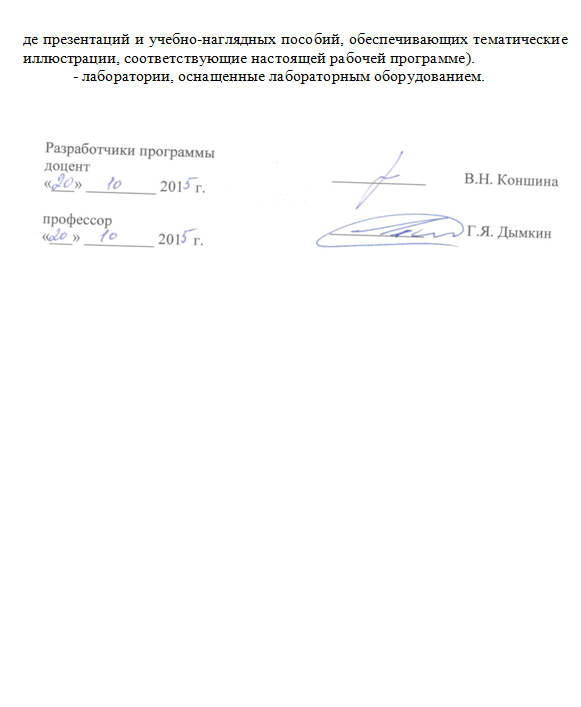 де презентаций и учебно-наглядных пособий, обеспечивающих тематические
иллюстрации, соответствующие настоящей рабочей программе).
- лаборатории, оснащенные лабораторным оборудованием.
Разработчики программы
доцент
«20» 10 2015 г. В.Н. Коншина
профессор
«20» 10 2015 г. Г.Я. Дымкин